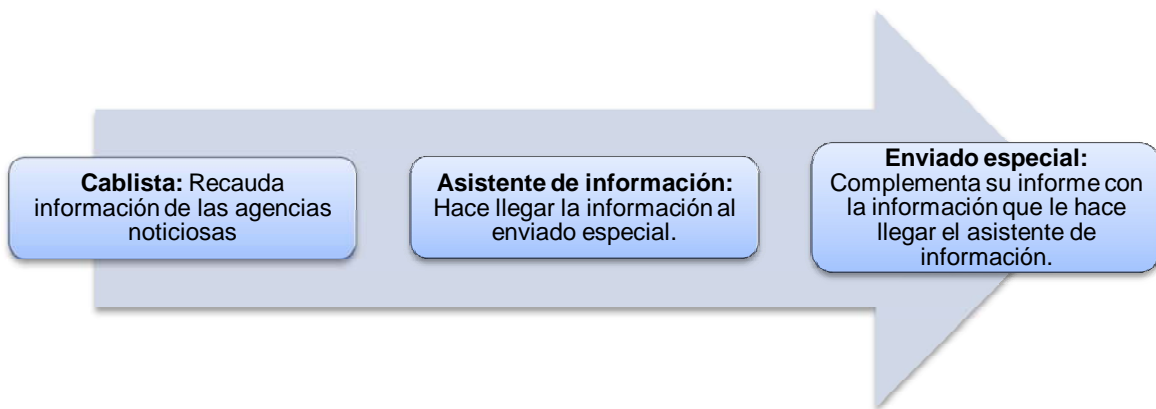 Cablista: Recauda
información de las agencias
noticiosas
Asistente de información:
Hace llegar la información al
enviado especial.
Enviado especial:
Complementa su informe con
la información que le hace
llegar el asistente de
información.